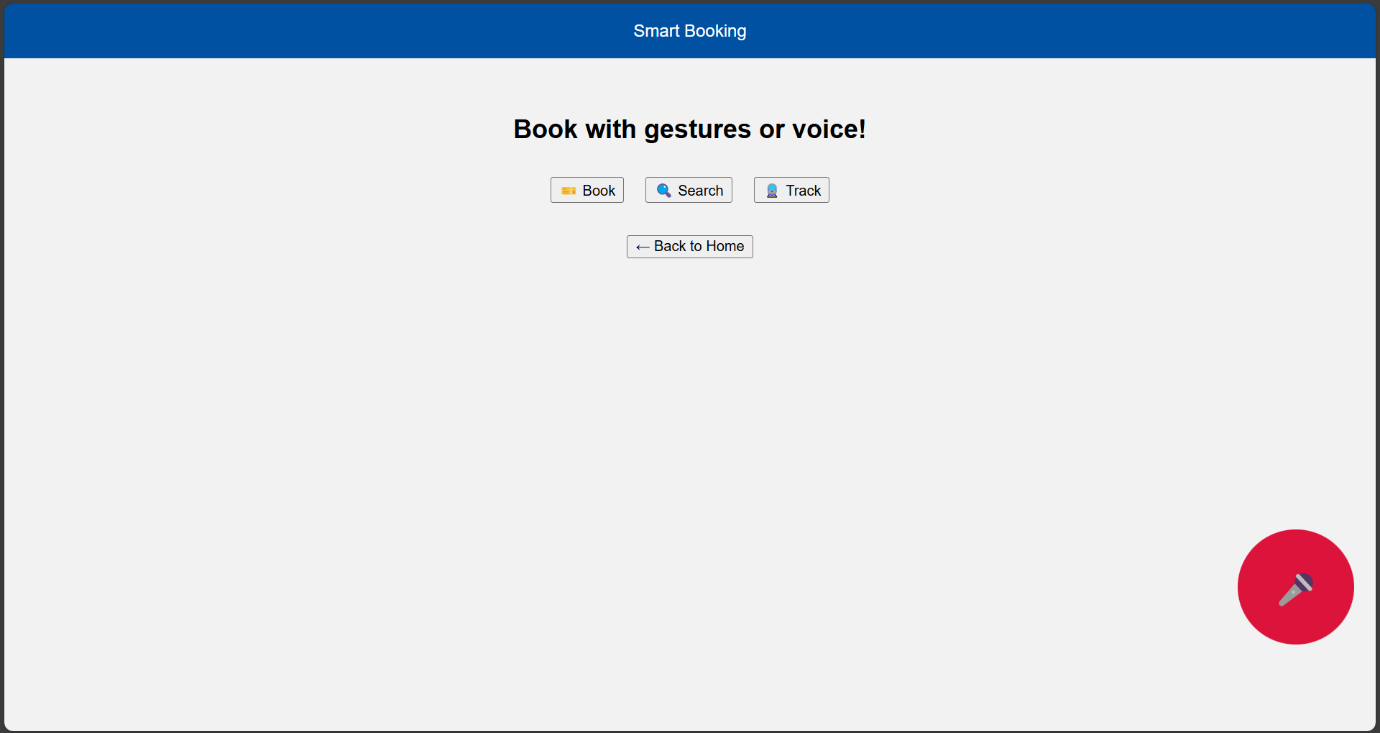 Smart Booking
Book with gestures or voice!
Book Search Track
← Back to Home